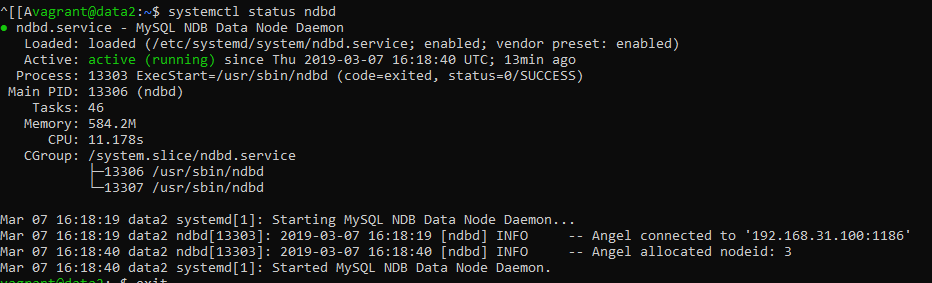 ^[[Avagrant@data2:~$ systemctl status ndbd
● ndbd.service - MySQL NDB Data Node Daemon
   Loaded: loaded (/etc/systemd/system/ndbd.service; enabled; vendor preset: enabled)
   Active: active (running) since Thu 2019-03-07 16:18:40 UTC; 13min ago
  Process: 13303 ExecStart=/usr/sbin/ndbd (code=exited, status=0/SUCCESS)
 Main PID: 13306 (ndbd)
    Tasks: 46
   Memory: 584.2M
      CPU: 11.178s
   CGroup: /system.slice/ndbd.service
           ├─13306 /usr/sbin/ndbd
           └─13307 /usr/sbin/ndbd

Mar 07 16:18:19 data2 systemd[1]: Starting MySQL NDB Data Node Daemon...
Mar 07 16:18:19 data2 ndbd[13303]: 2019-03-07 16:18:19 [ndbd] INFO     -- Angel connected to '192.168.31.100:1186'
Mar 07 16:18:40 data2 ndbd[13303]: 2019-03-07 16:18:40 [ndbd] INFO     -- Angel allocated nodeid: 3
Mar 07 16:18:40 data2 systemd[1]: Started MySQL NDB Data Node Daemon.
vagrant@data2:~$ exit